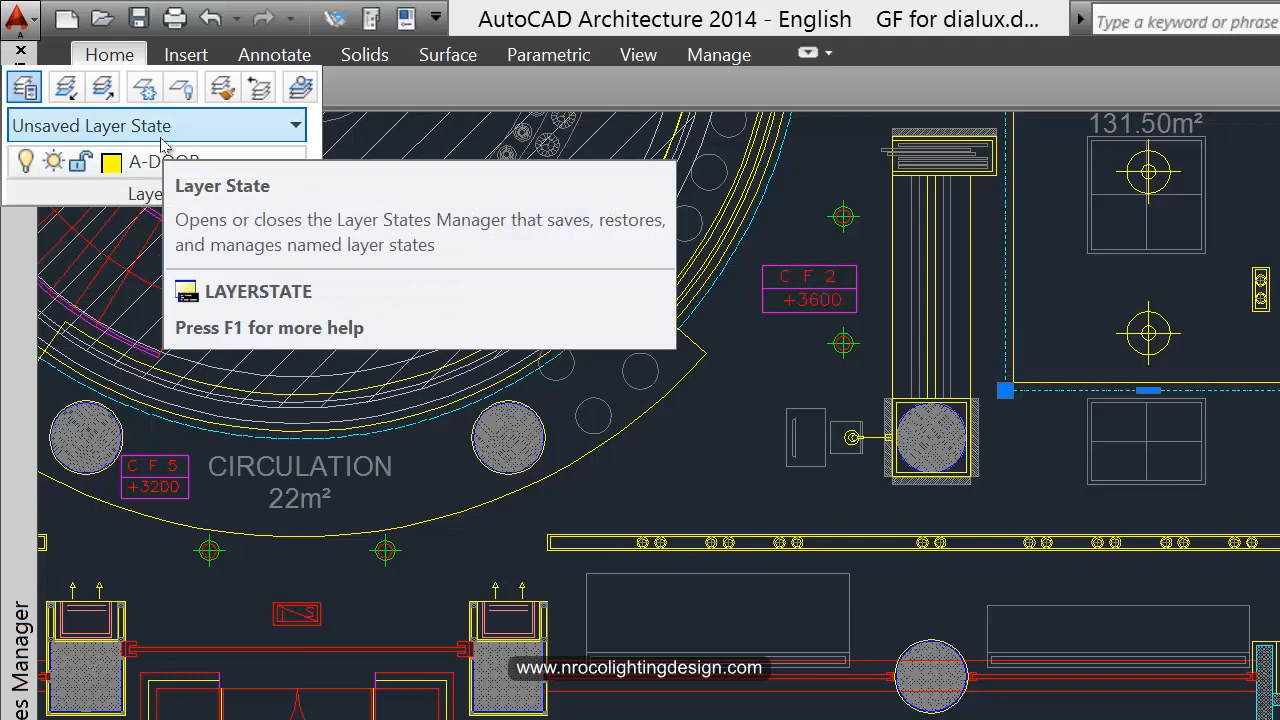 AutoCAD Architecture 2014 - English GF for dialux.d...
Type a keyword or phrase
Home Insert Annotate Solids Surface Parametric View Manage
Unsaved Layer State
A-DOOR
Laye
Layer State
Opens or closes the Layer States Manager that saves, restores,
and manages named layer states
LAYERSTATE
Press F1 for more help
131.50m²
C F 2
+3600
C F 5
+3200
CIRCULATION
22m²
es Manager
www.nrocolightingdesign.com